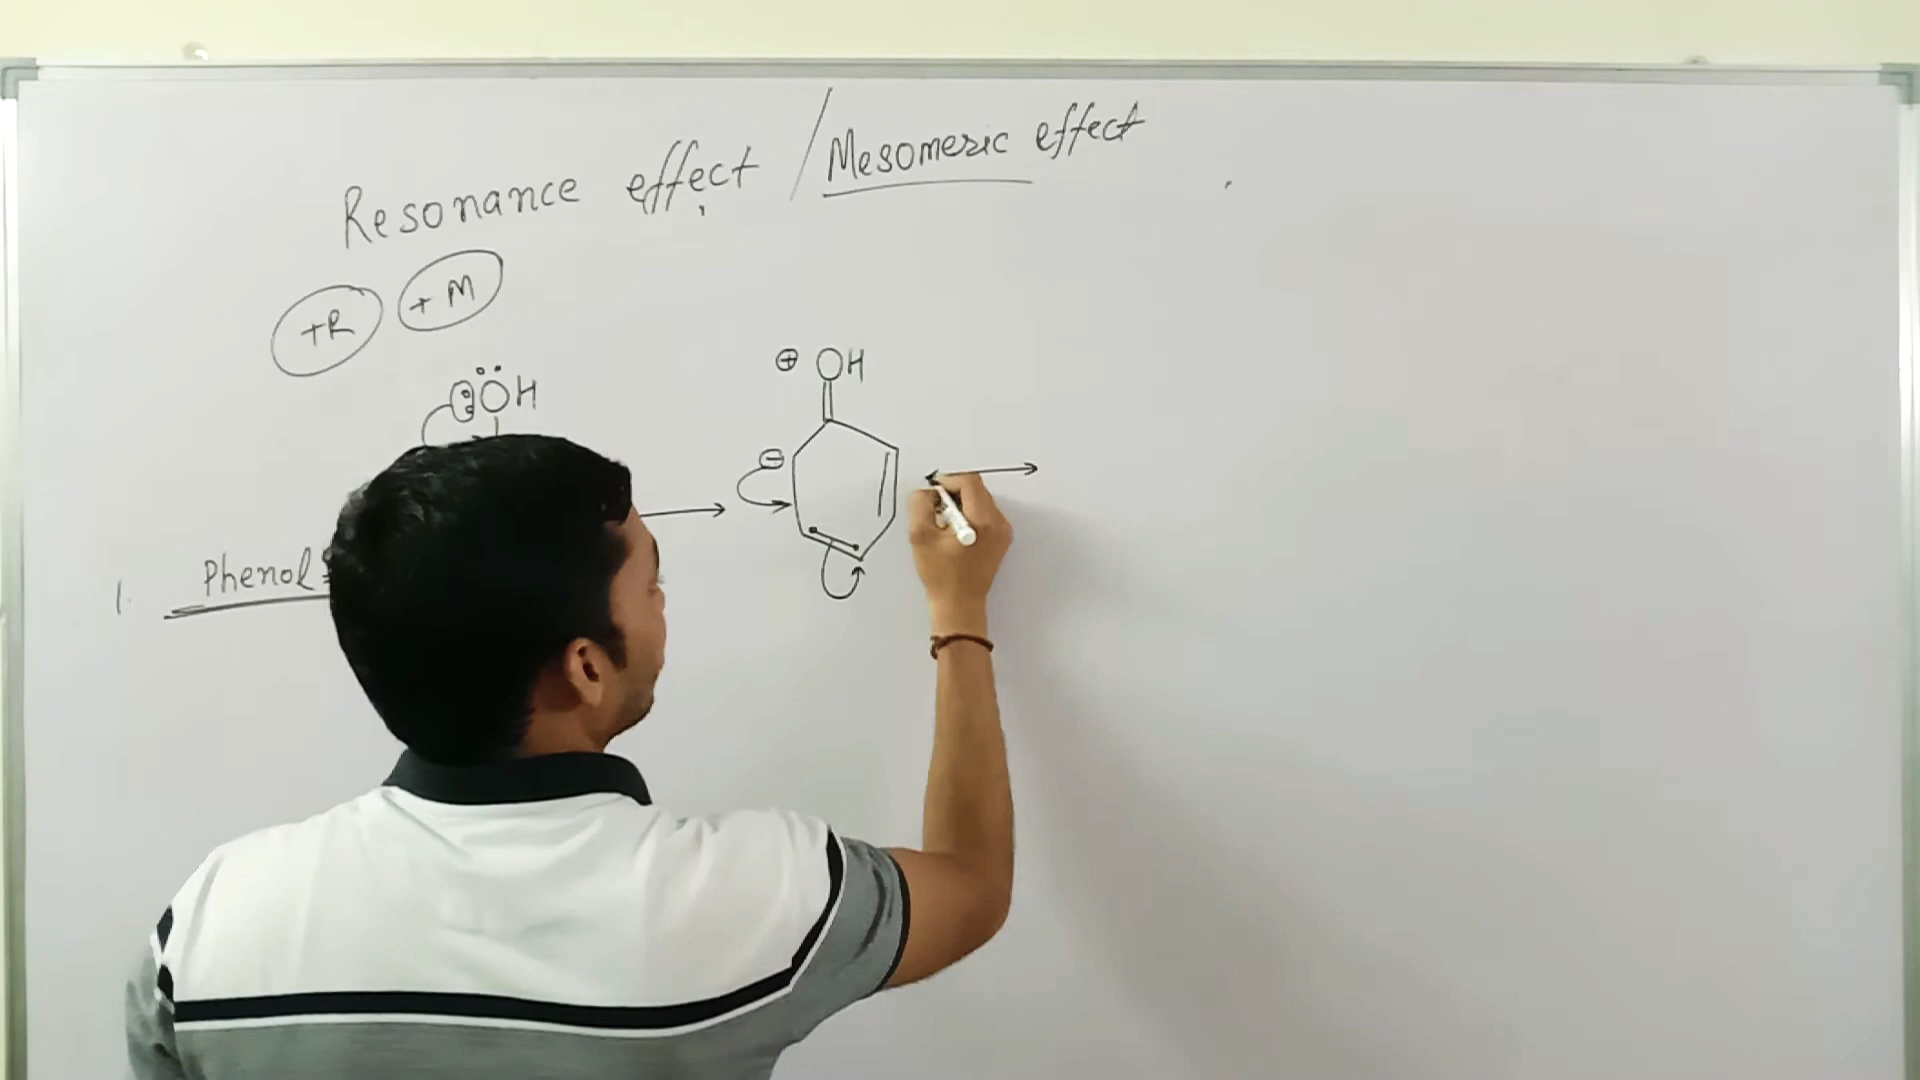 Resonance effect / Mesomeric effect
+R +M
⊕ OH
:ÖH
⊖
1. Phenol